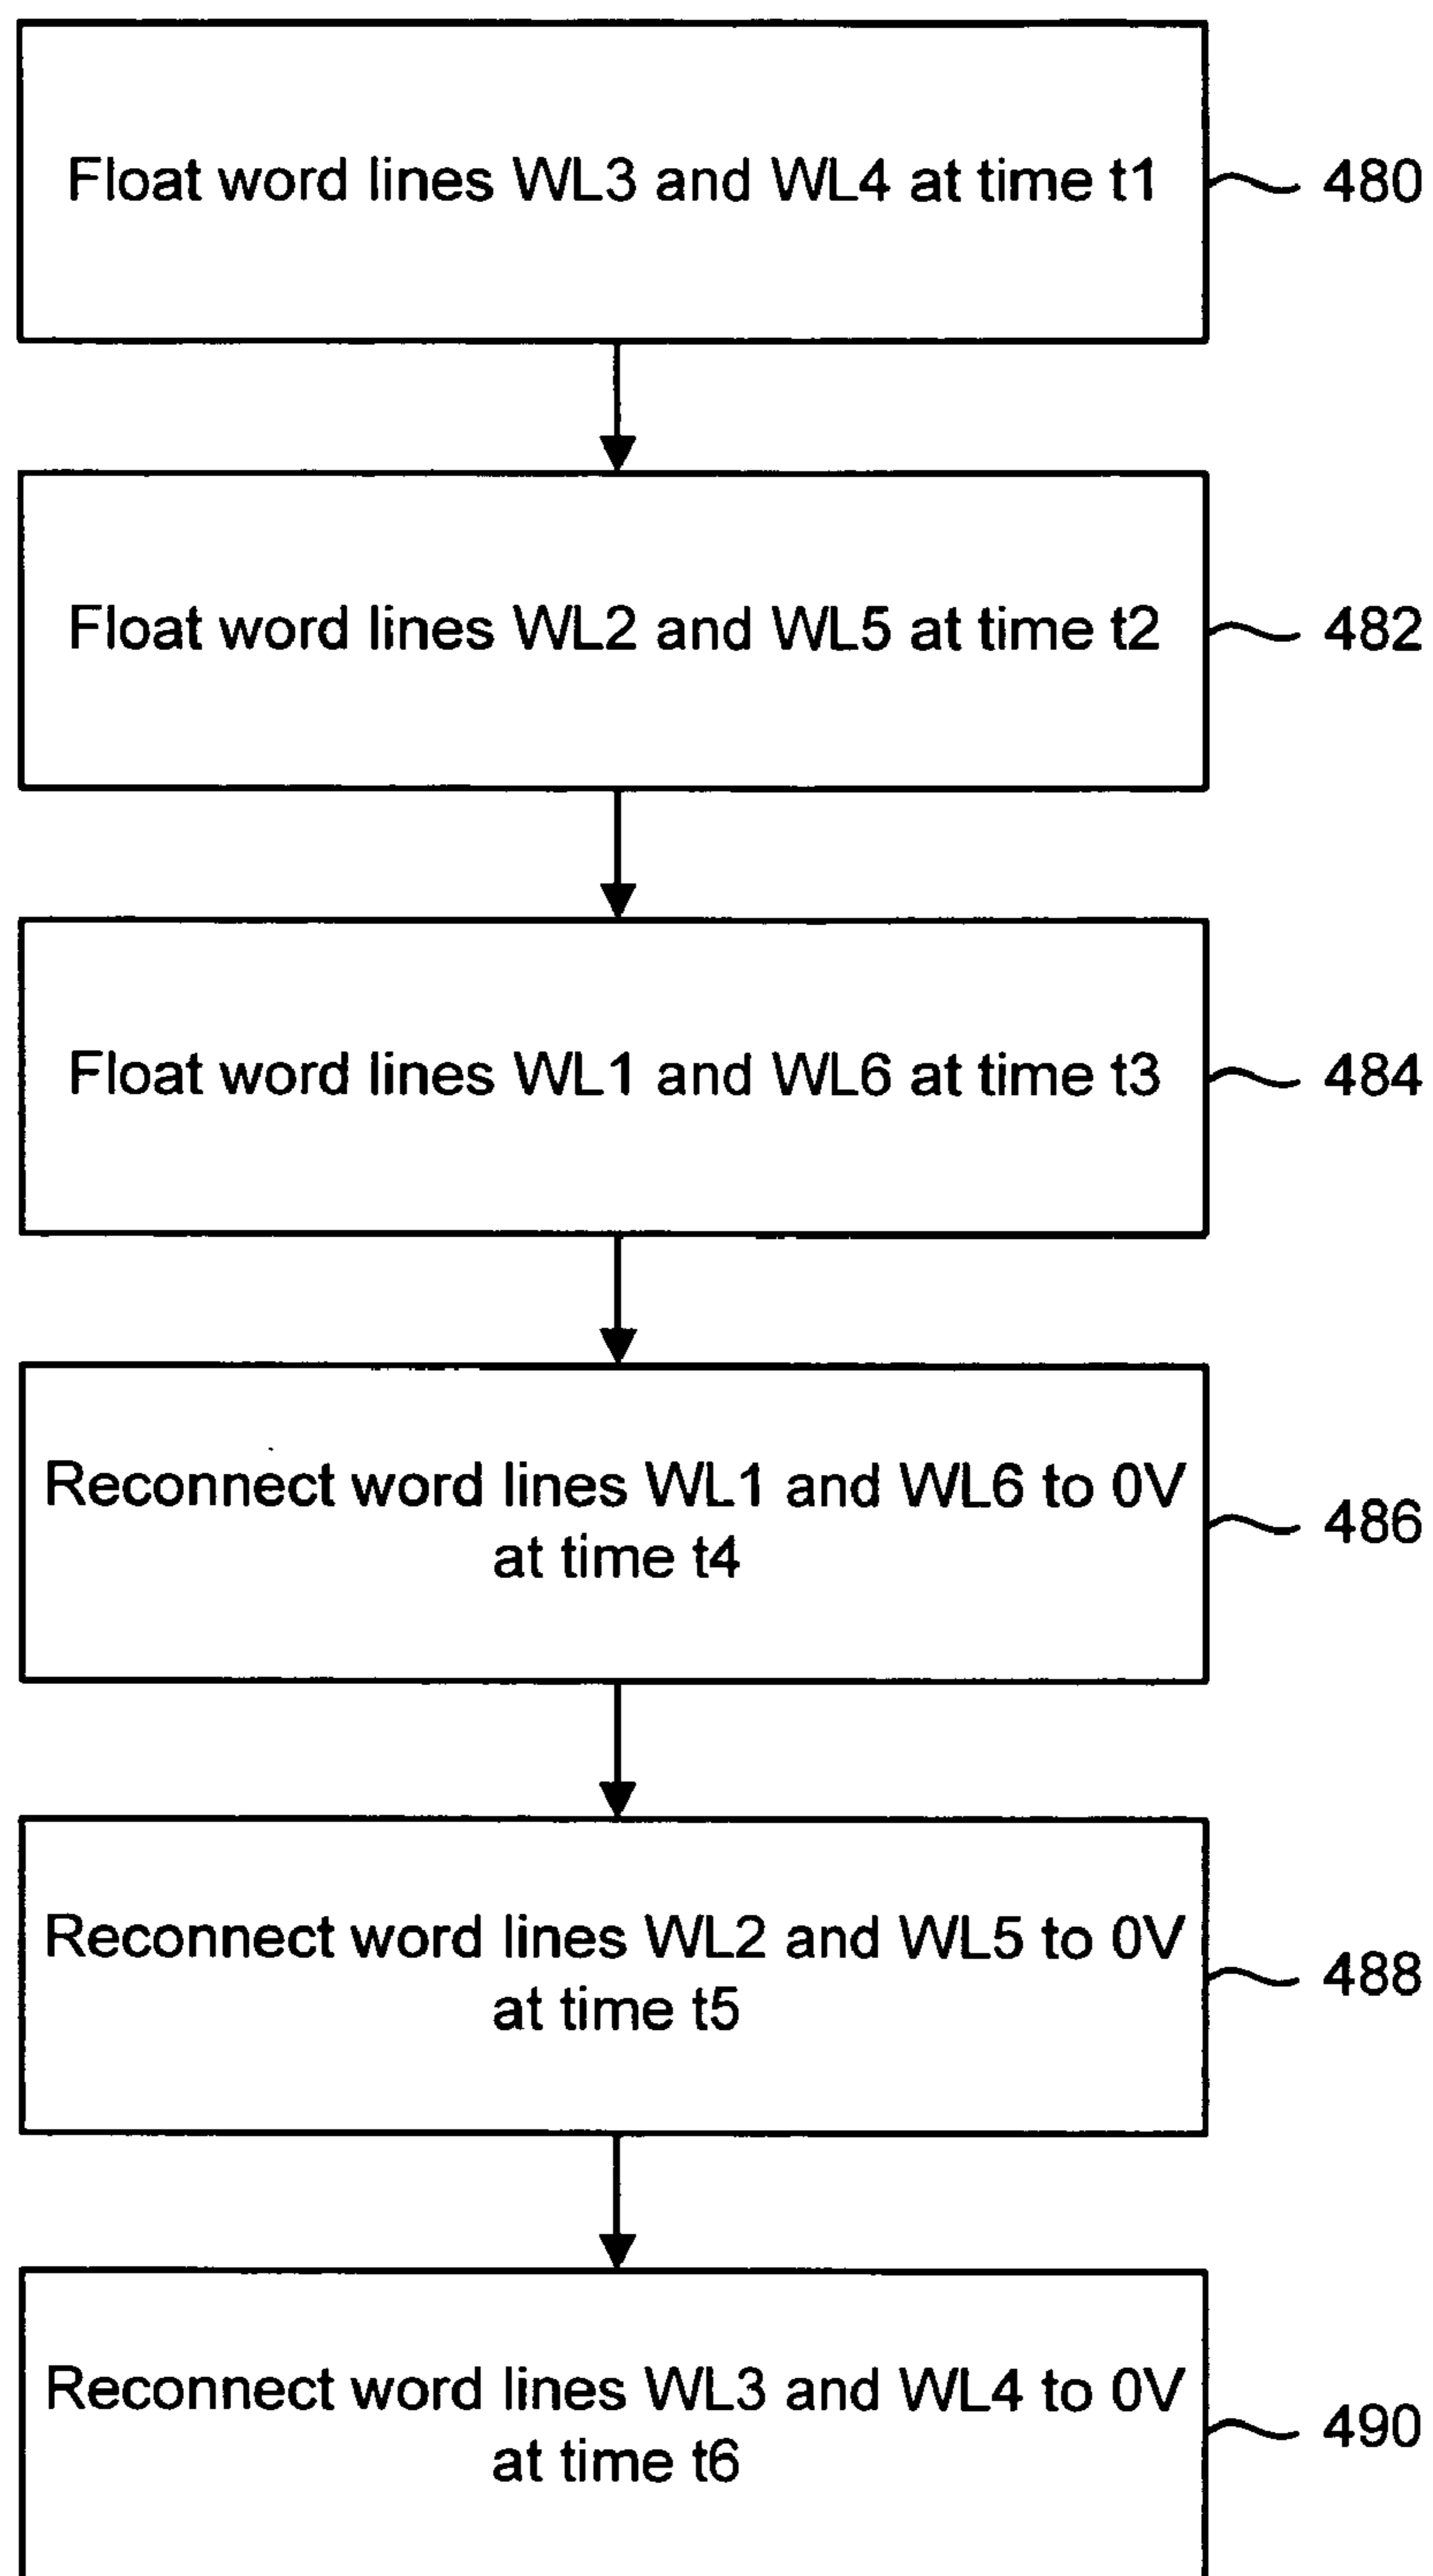 Float word lines WL3 and WL4 at time t1
480
Float word lines WL2 and WL5 at time t2
482
Float word lines WL1 and WL6 at time t3
484
Reconnect word lines WL1 and WL6 to 0V
at time t4
486
Reconnect word lines WL2 and WL5 to 0V
at time t5
488
Reconnect word lines WL3 and WL4 to 0V
at time t6
490